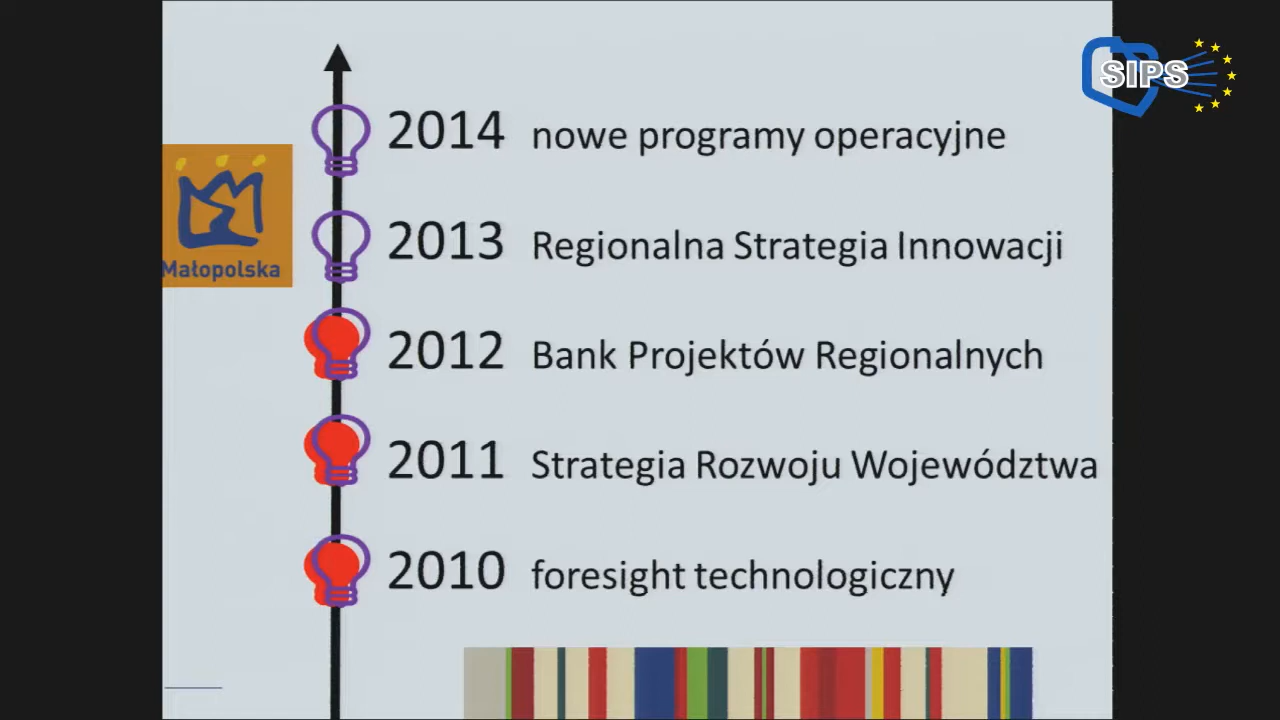 SIPS
2014 nowe programy operacyjne
Małopolska
2013 Regionalna Strategia Innowacji
2012 Bank Projektów Regionalnych
2011 Strategia Rozwoju Województwa
2010 foresight technologiczny